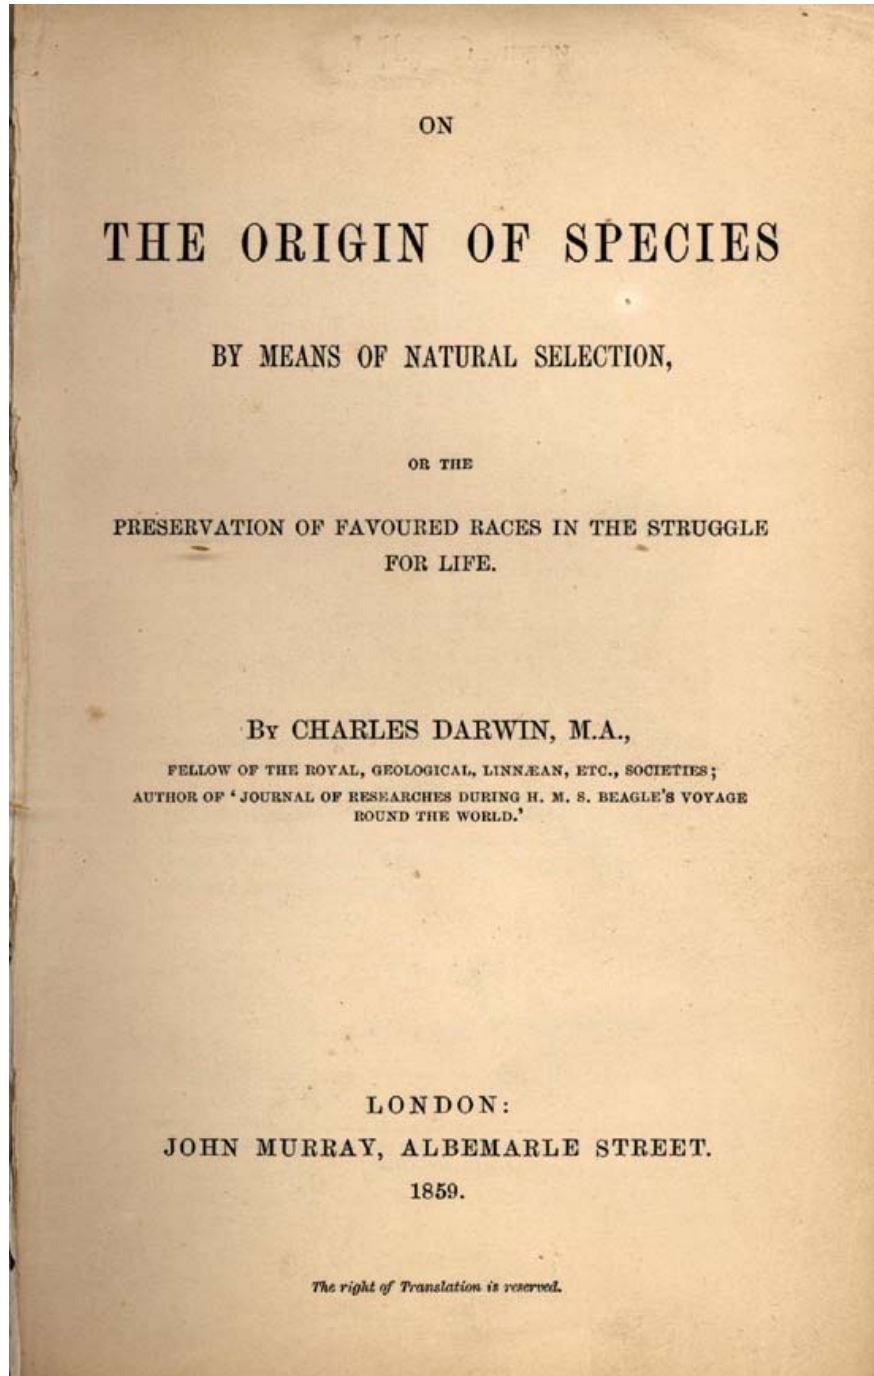 ON
THE ORIGIN OF SPECIES
BY MEANS OF NATURAL SELECTION,
OR THE
PRESERVATION OF FAVOURED RACES IN THE STRUGGLE
FOR LIFE.
By CHARLES DARWIN, M.A.,
FELLOW OF THE ROYAL, GEOLOGICAL, LINNÆAN, ETC., SOCIETIES;
AUTHOR OF ‘JOURNAL OF RESEARCHES DURING H. M. S. BEAGLE’S VOYAGE
ROUND THE WORLD.’
LONDON:
JOHN MURRAY, ALBEMARLE STREET.
1859.
The right of Translation is reserved.